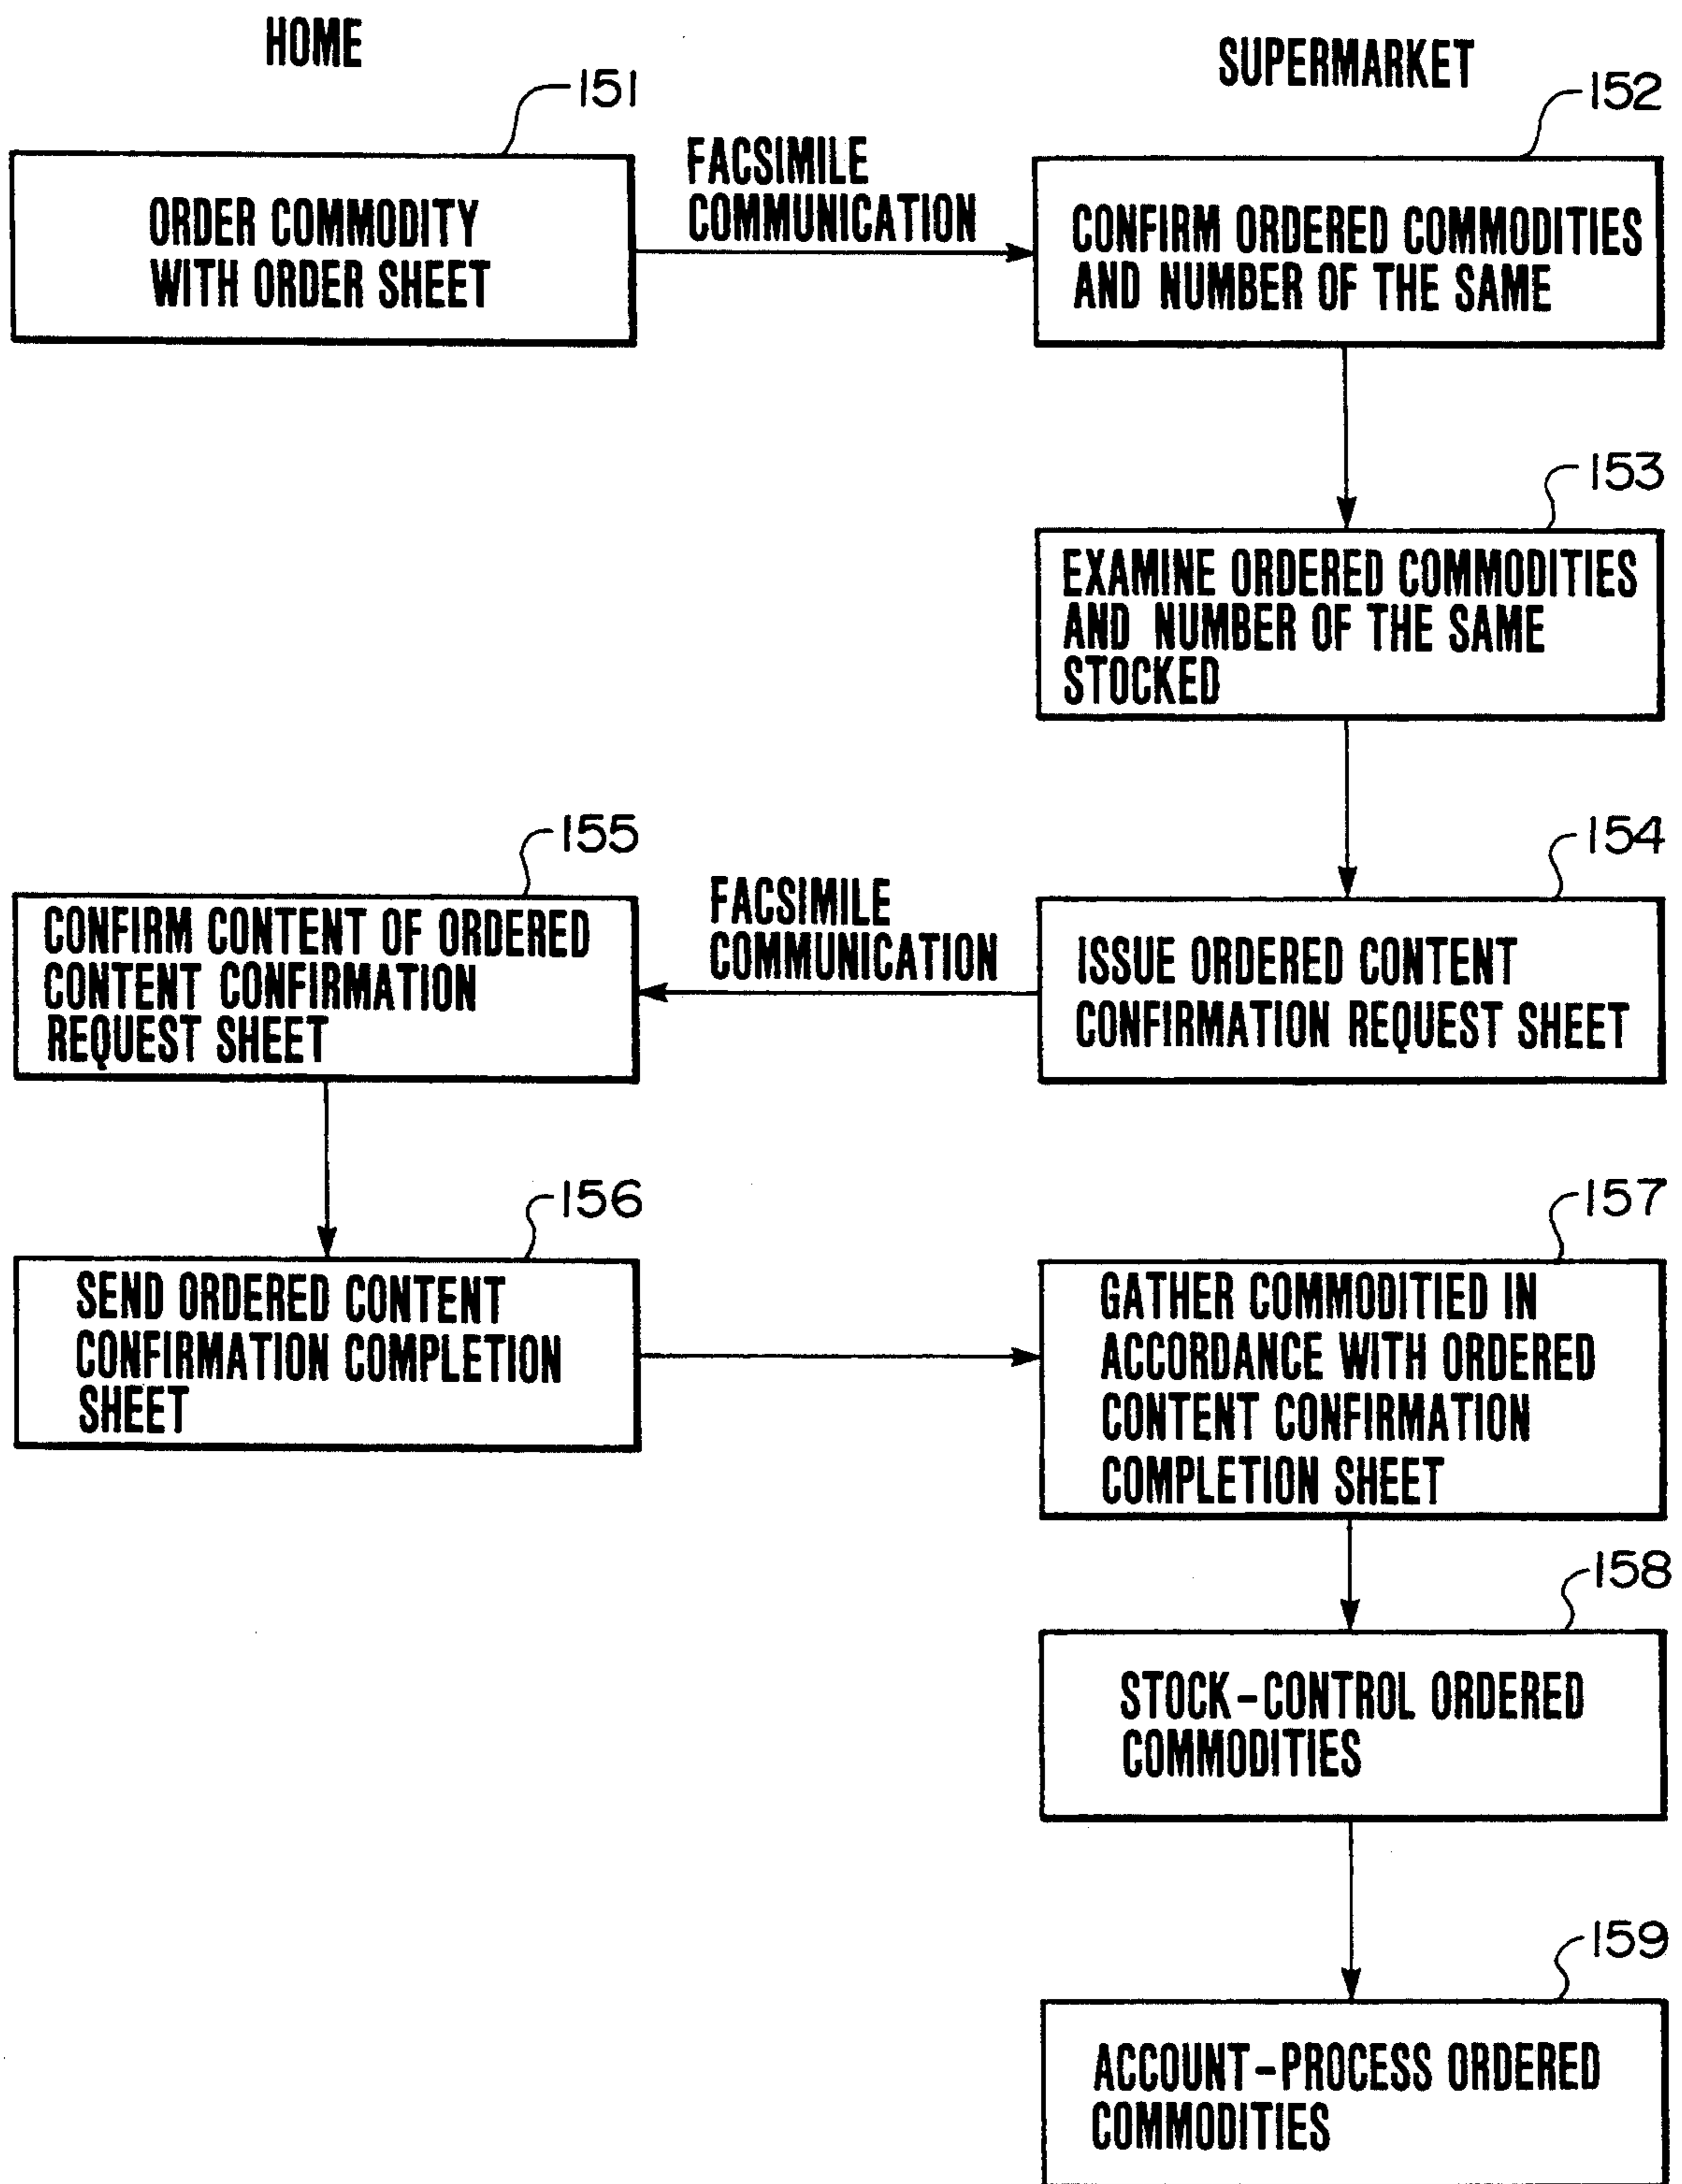 HOME
SUPERMARKET
151
152
ORDER COMMODITY
WITH ORDER SHEET
FACSIMILE
COMMUNICATION
CONFIRM ORDERED COMMODITIES
AND NUMBER OF THE SAME
153
EXAMINE ORDERED COMMODITIES
AND NUMBER OF THE SAME
STOCKED
155
154
CONFIRM CONTENT OF ORDERED
CONTENT CONFIRMATION
REQUEST SHEET
FACSIMILE
COMMUNICATION
ISSUE ORDERED CONTENT
CONFIRMATION REQUEST SHEET
156
157
SEND ORDERED CONTENT
CONFIRMATION COMPLETION
SHEET
GATHER COMMODITIED IN
ACCORDANCE WITH ORDERED
CONTENT CONFIRMATION
COMPLETION SHEET
158
STOCK-CONTROL ORDERED
COMMODITIES
159
ACCOUNT-PROCESS ORDERED
COMMODITIES